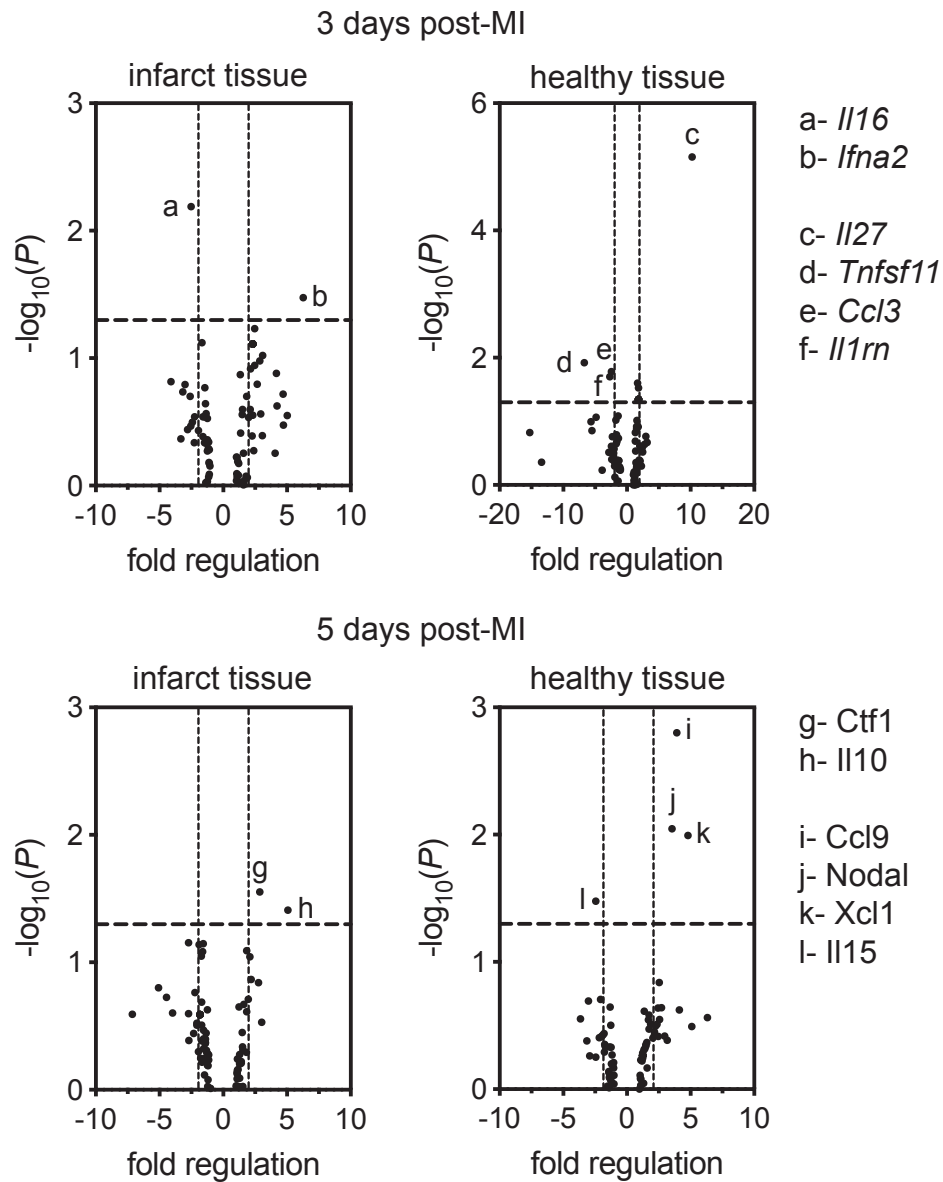 3 days post-MI
infarct tissue
healthy tissue
3
2
1
0
-log10(P)
a
b
-10 -5 0 5 10
fold regulation
6
4
2
0
-log10(P)
c
d
e
f
-20 -10 0 10 20
fold regulation
a- Il16
b- Ifna2
c- Il27
d- Tnfsf11
e- Ccl3
f- Il1rn
5 days post-MI
infarct tissue
healthy tissue
3
2
1
0
-log10(P)
g
h
-10 -5 0 5 10
fold regulation
3
2
1
0
-log10(P)
i
j
k
l
-10 -5 0 5 10
fold regulation
g- Ctf1
h- Il10
i- Ccl9
j- Nodal
k- Xcl1
l- Il15